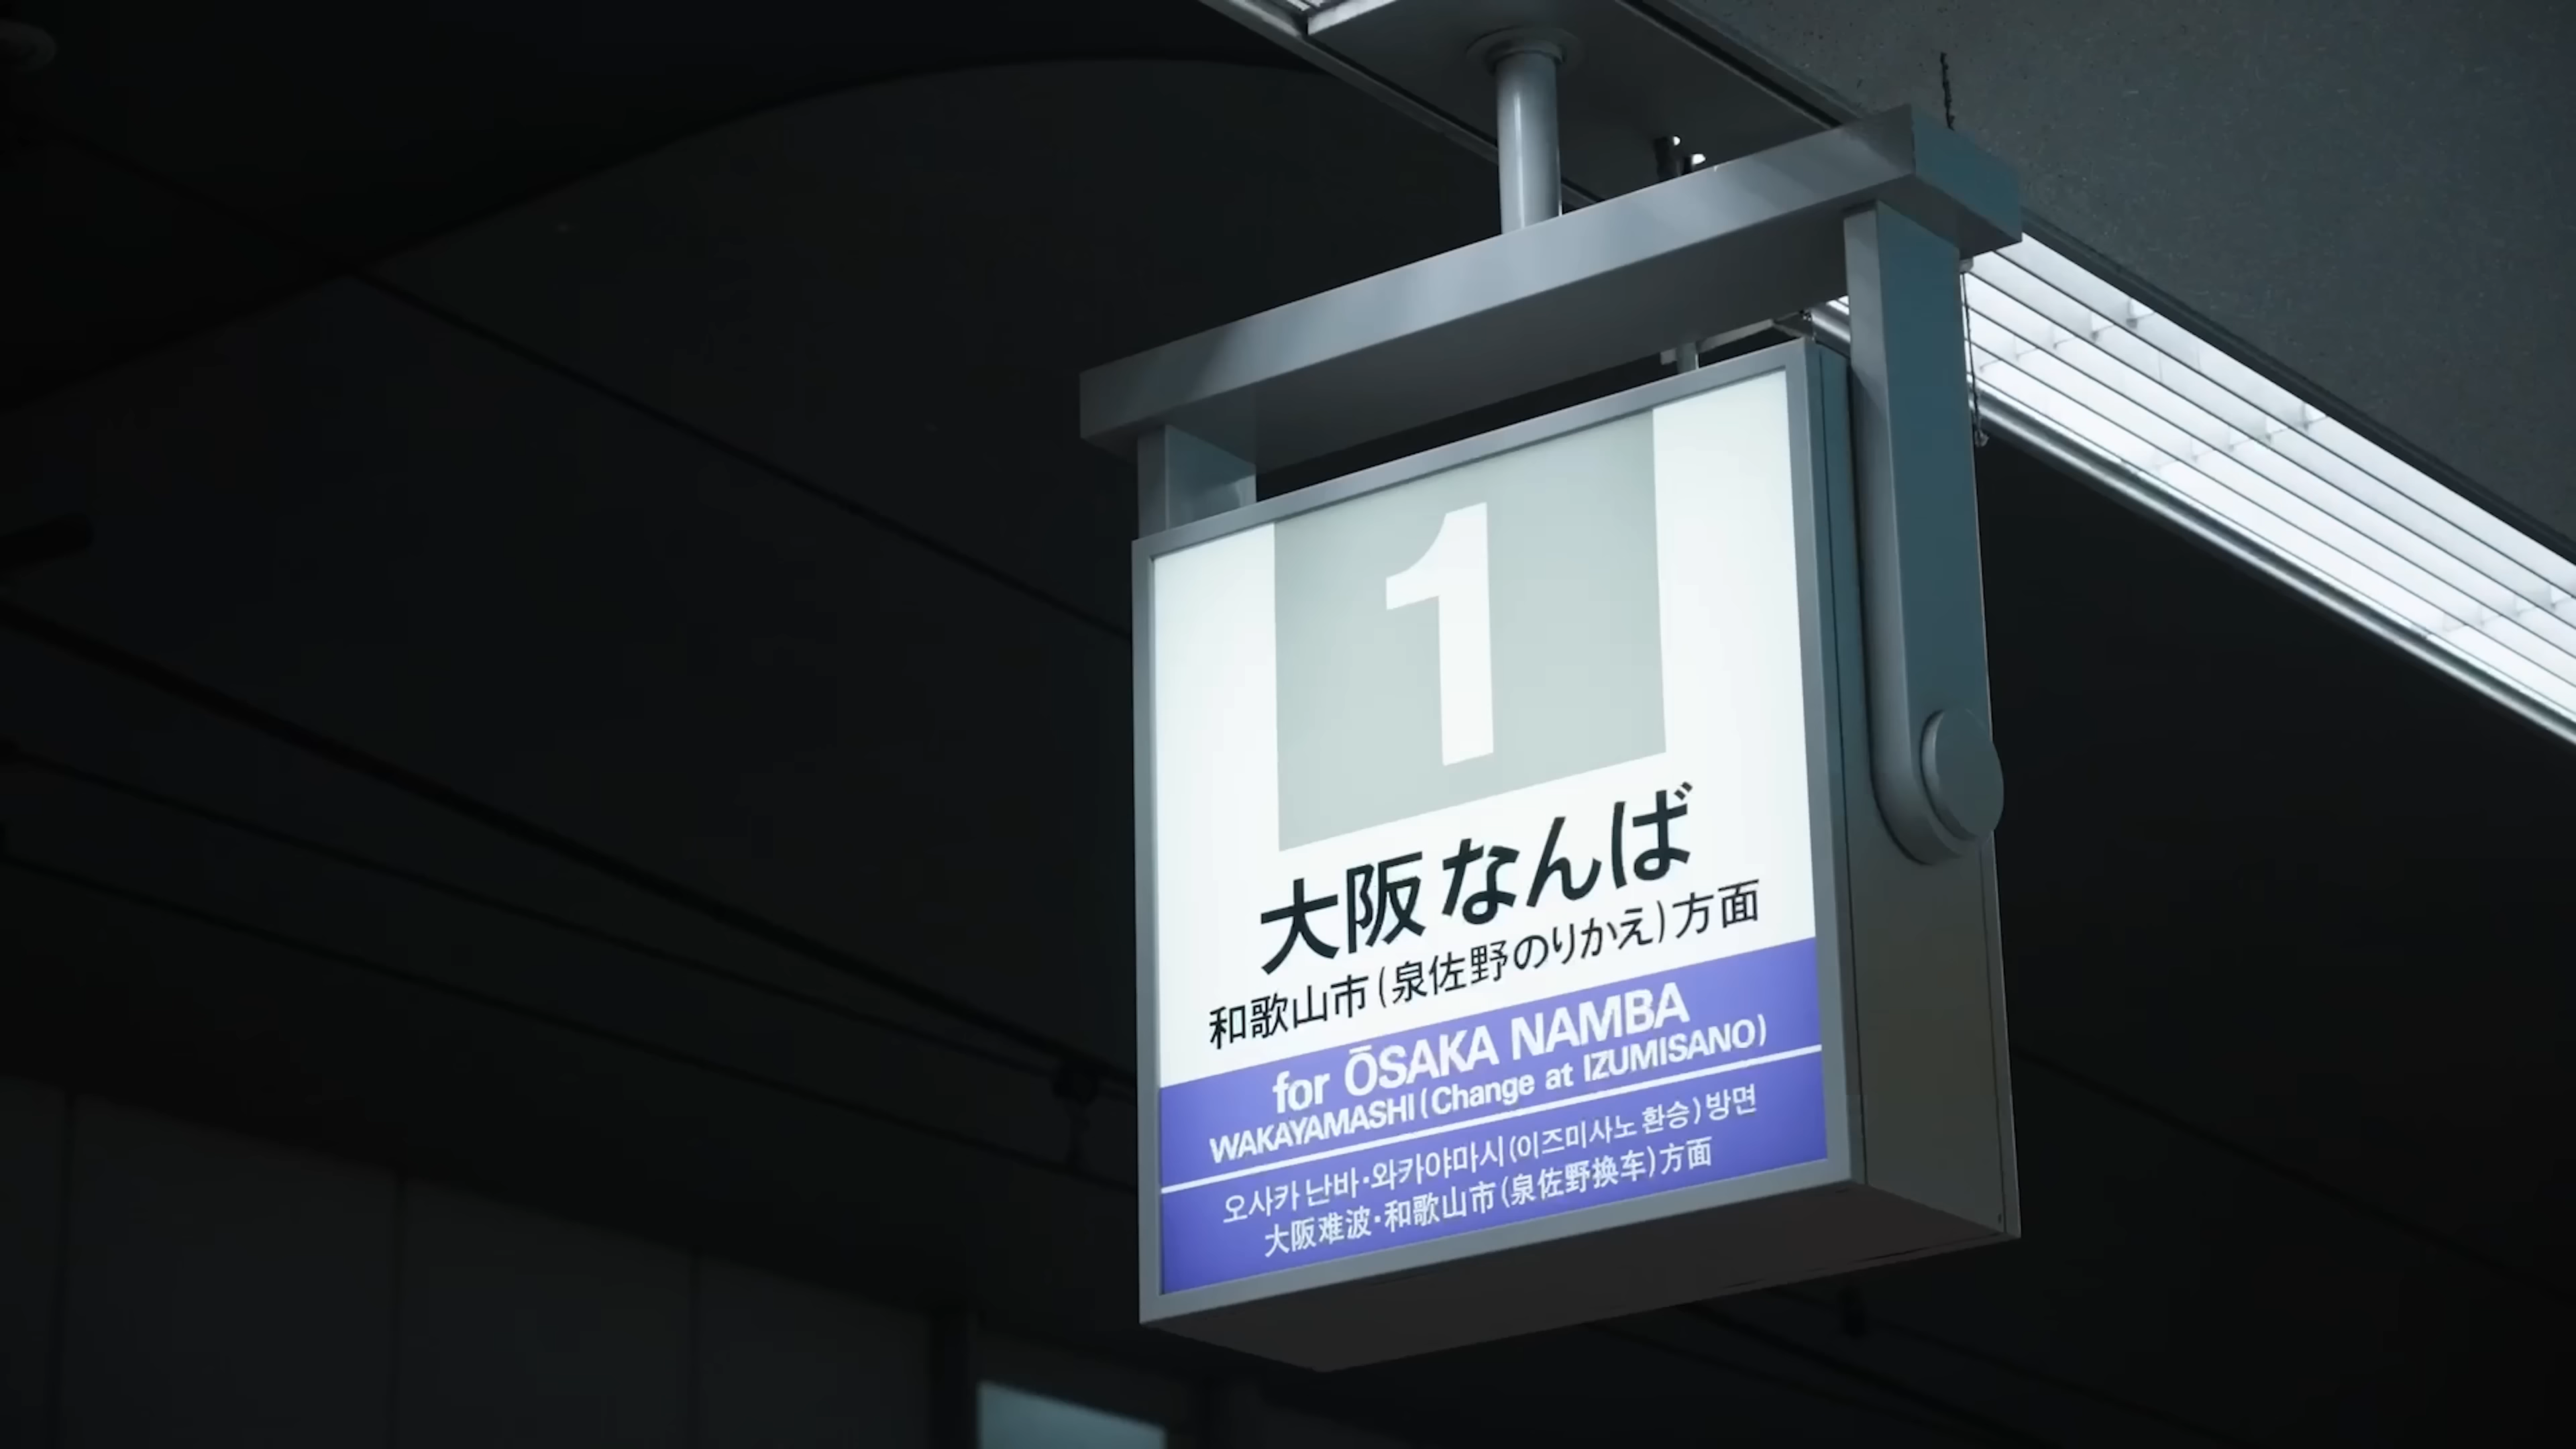 1
大阪なんば
和歌山市(泉佐野のりかえ)方面
for ŌSAKA NAMBA
WAKAYAMASHI (Change at IZUMISANO)
오사카 난바·와카야마시(이즈미사노 환승)방면
大阪难波·和歌山市(泉佐野换车)方面